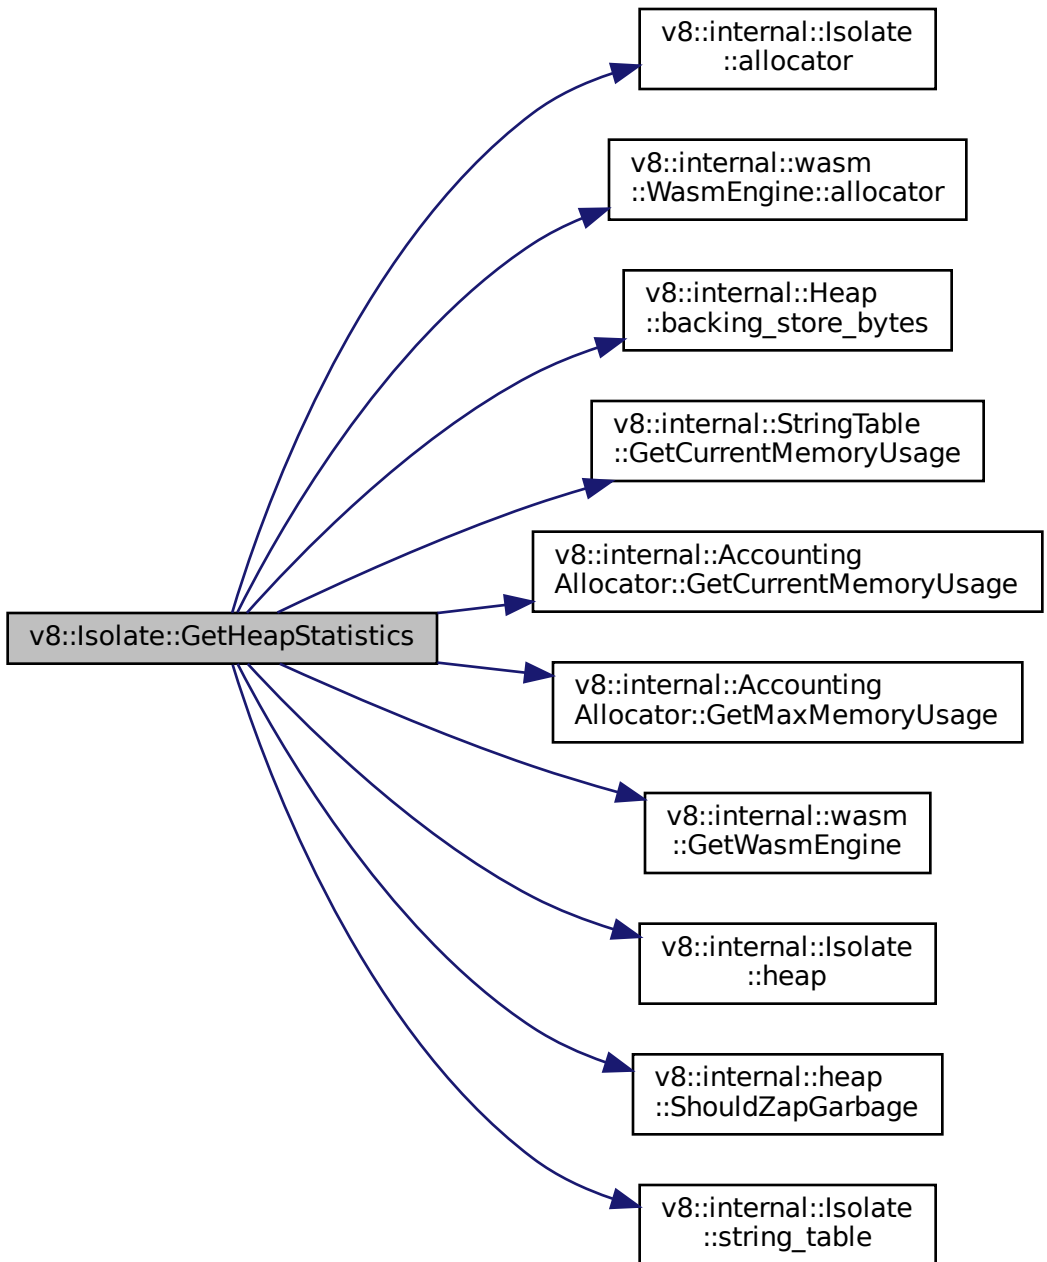 v8::internal::Isolate
::allocator
v8::internal::wasm
::WasmEngine::allocator
v8::internal::Heap
::backing_store_bytes
v8::internal::StringTable
::GetCurrentMemoryUsage
v8::internal::Accounting
Allocator::GetCurrentMemoryUsage
v8::Isolate::GetHeapStatistics
v8::internal::Accounting
Allocator::GetMaxMemoryUsage
v8::internal::wasm
::GetWasmEngine
v8::internal::Isolate
::heap
v8::internal::heap
::ShouldZapGarbage
v8::internal::Isolate
::string_table